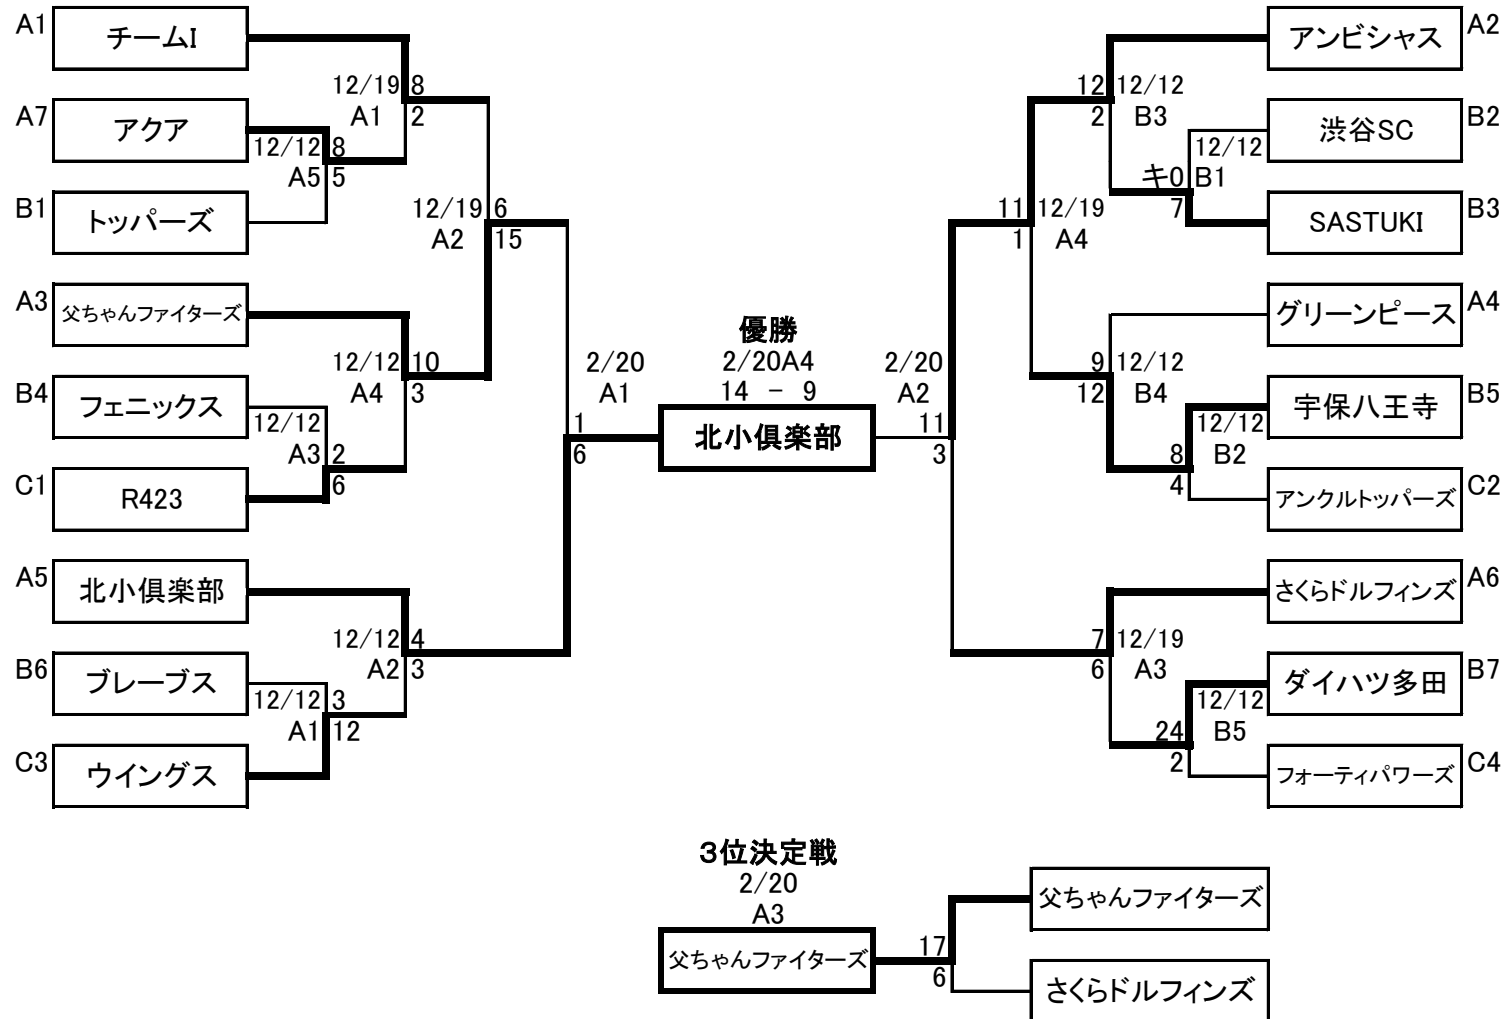 A1
チームI
12/19 8
A1 2
A7
アクア
12/12 8
A5 5
B1
トッパーズ
12/19 6
A2 15
A3
父ちゃんファイターズ
12/12 10
A4 3
B4
フェニックス
12/12
A3 2
6
C1
R423
A5
北小倶楽部
12/12 4
A2 3
B6
ブレーブス
12/12 3
A1 12
C3
ウイングス
2/20
A1
1
6
優勝
2/20A4
14 － 9
北小倶楽部
2/20
A2
11
3
アンビシャス
A2
12 12/12
2 B3
渋谷SC
B2
12/12
キ0 B1
7
SASTUKI
B3
11 12/19
1 A4
グリーンピース
A4
9 12/12
12 B4
宇保八王寺
B5
12/12
8 B2
4
アンクルトッパーズ
C2
さくらドルフィンズ
A6
7 12/19
6 A3
ダイハツ多田
B7
12/12
24 B5
2
フォーティパワーズ
C4
3位決定戦
2/20
A3
父ちゃんファイターズ
17
6
父ちゃんファイターズ
さくらドルフィンズ